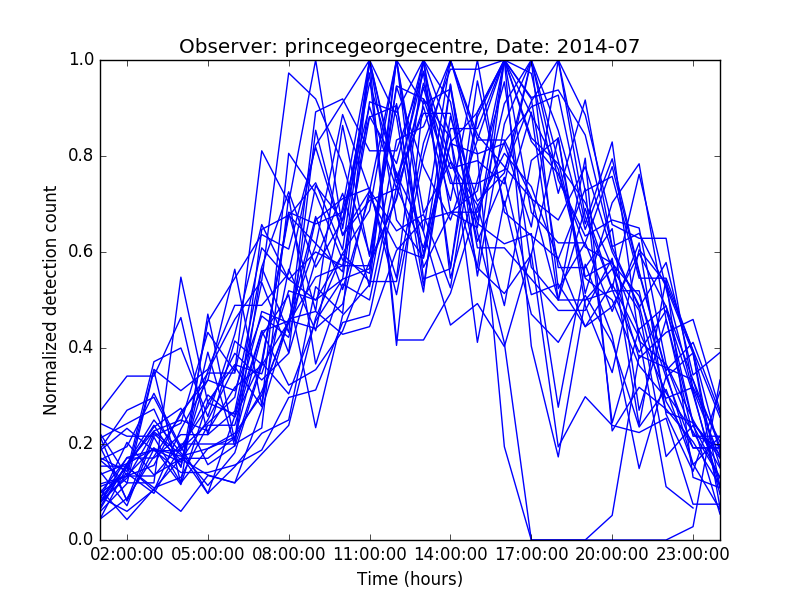 Observer: princegeorgecentre, Date: 2014-07
1.0
0.8
0.6
0.4
0.2
0.0
Normalized detection count
02:00:00 05:00:00 08:00:00 11:00:00 14:00:00 17:00:00 20:00:00 23:00:00
Time (hours)